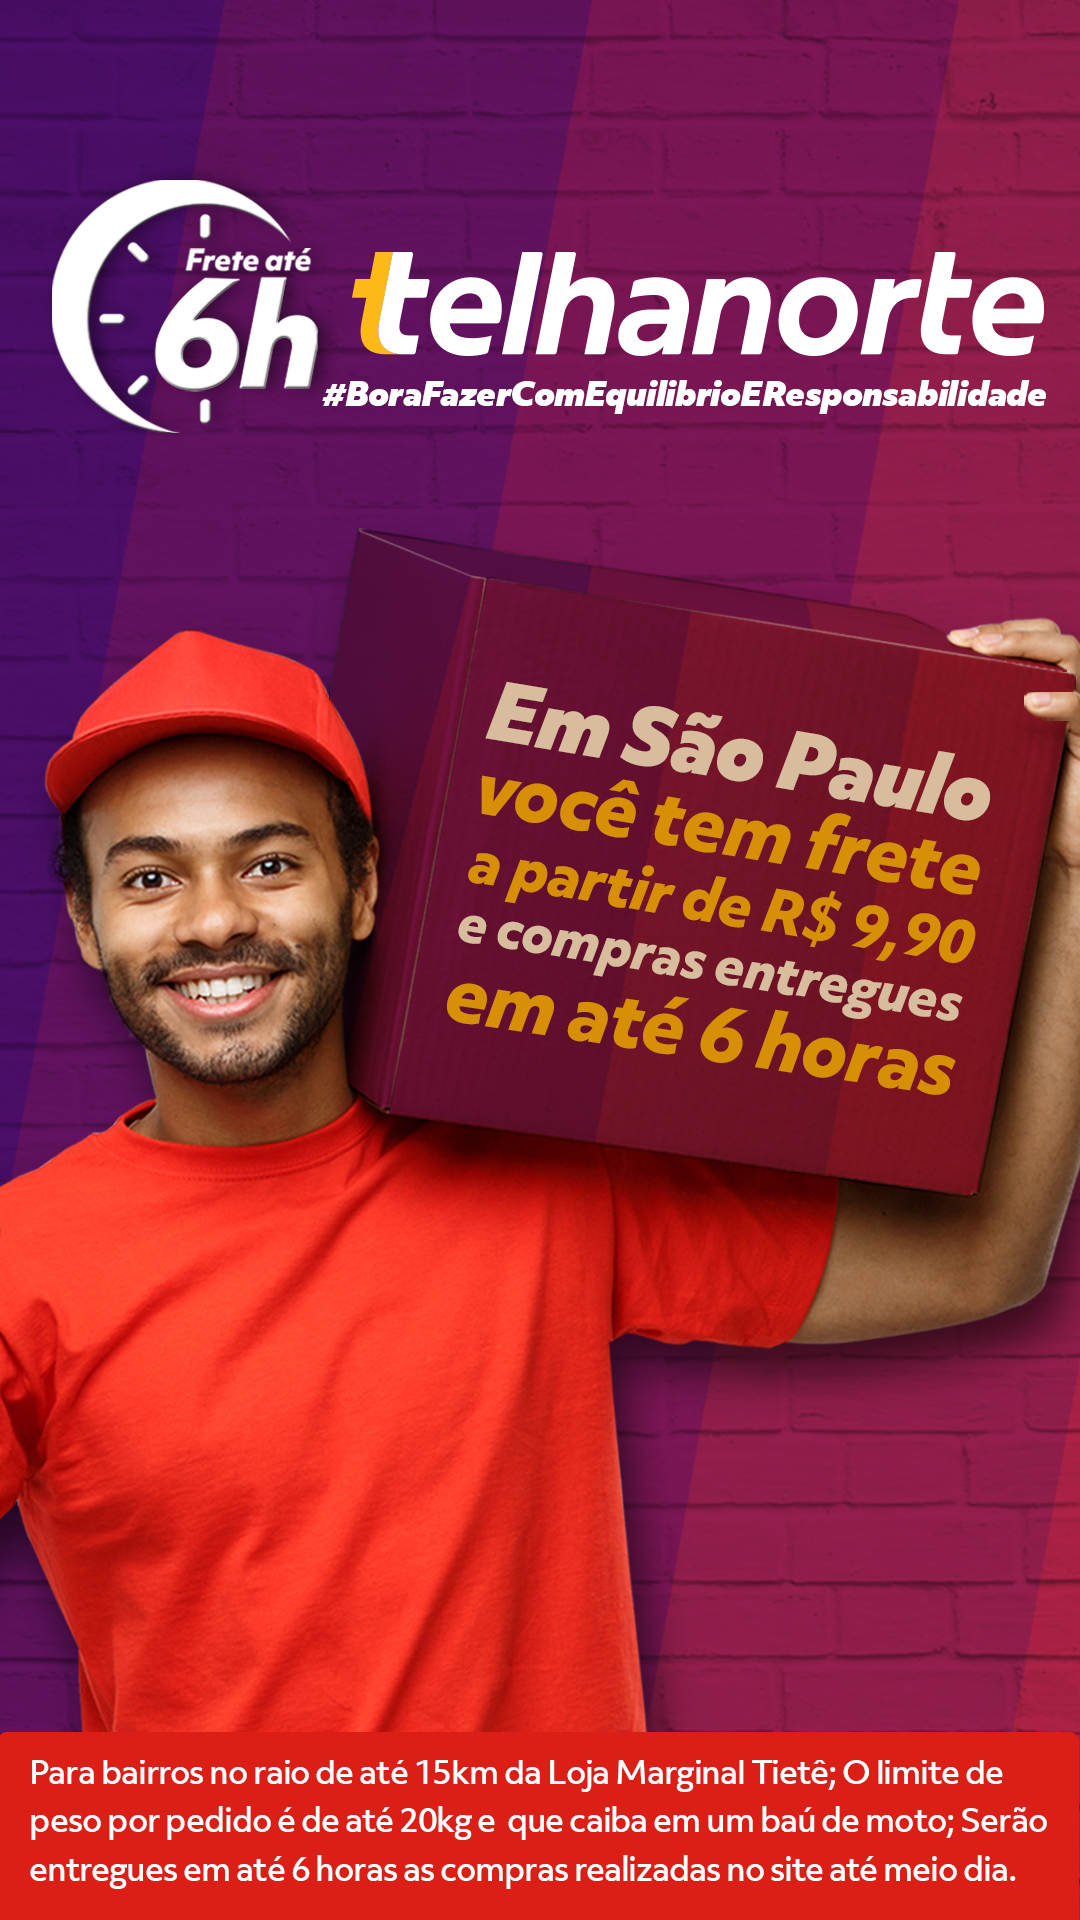 Frete até
6h
telhanorte
#BoraFazerComEquilibrioEResponsabilidade
Em São Paulo
você tem frete
a partir de R$ 9,90
e compras entregues
em até 6 horas
Para bairros no raio de até 15km da Loja Marginal Tietê; O limite de
peso por pedido é de até 20kg e que caiba em um baú de moto; Serão
entregues em até 6 horas as compras realizadas no site até meio dia.